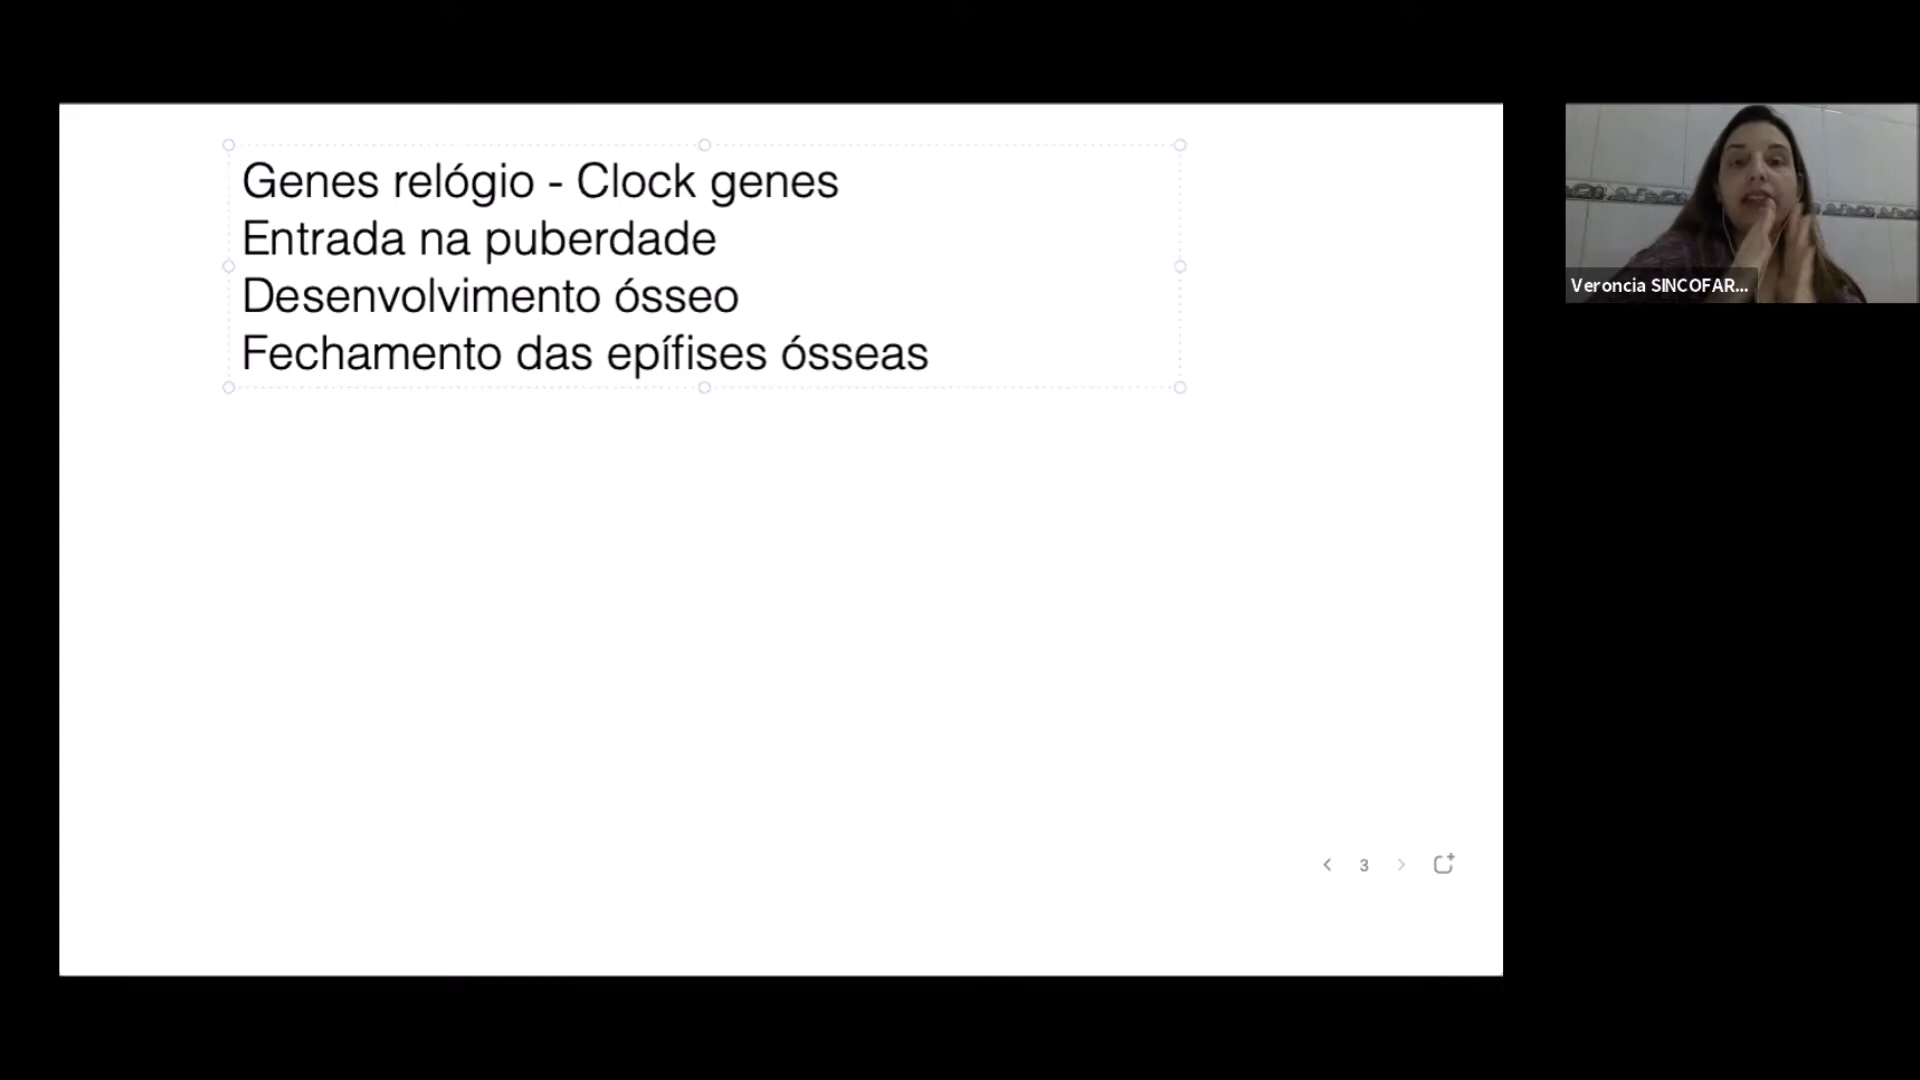 Genes relógio - Clock genes
Entrada na puberdade
Desenvolvimento ósseo
Fechamento das epífises ósseas
Veroncia SINCOFAR...
3